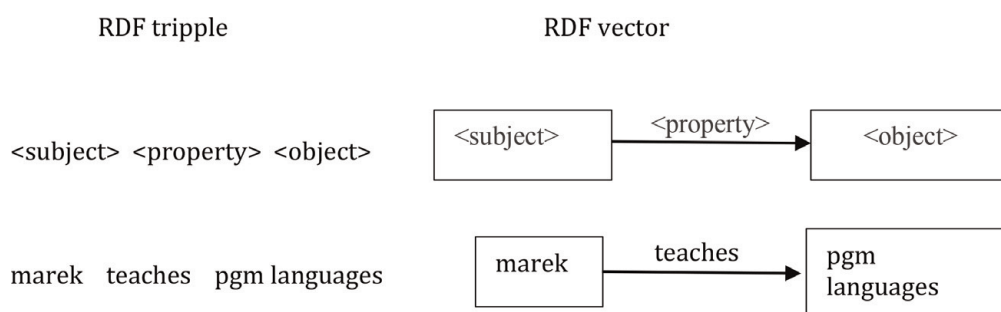 RDF tripple RDF vector
<subject> <property> <object> <subject> <property> <object>
marek teaches pgm languages marek teaches pgm
languages